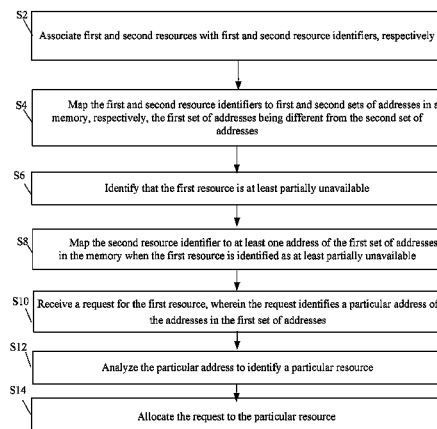 S2
Associate first and second resources with first and second resource identifiers, respectively
S4
Map the first and second resource identifiers to first and second sets of addresses in a
memory, respectively, the first set of addresses being different from the second set of
addresses
S6
Identify that the first resource is at least partially unavailable
S8
Map the second resource identifier to at least one address of the first set of addresses
in the memory when the first resource is identified as at least partially unavailable
S10
Receive a request for the first resource, wherein the request identifies a particular address of
the addresses in the first set of addresses
S12
Analyze the particular address to identify a particular resource
S14
Allocate the request to the particular resource